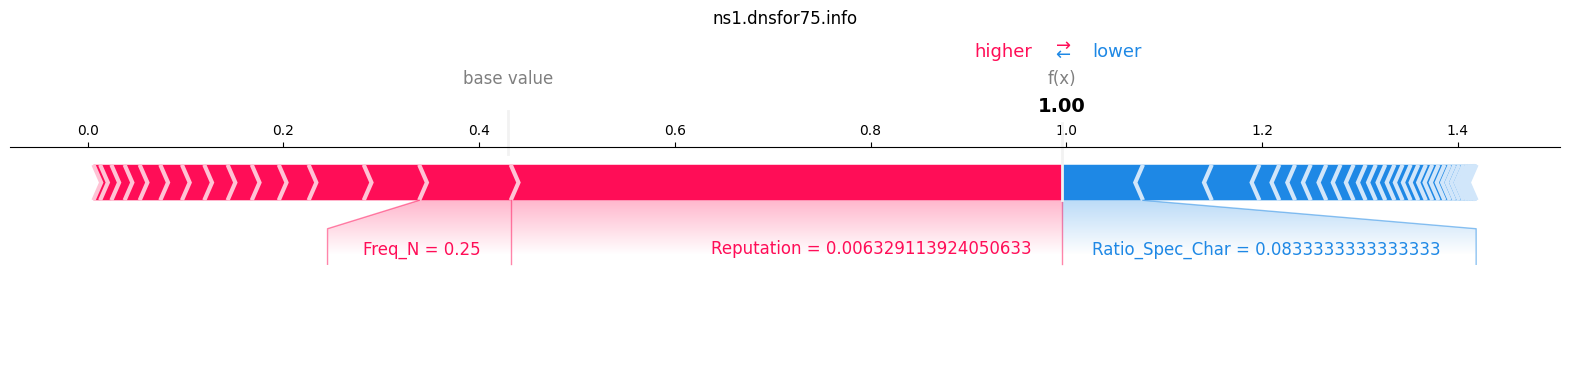 ns1.dnsfor75.info
higher ⇄ lower
base value f(x)
1.00
0.0 0.2 0.4 0.6 0.8 1.0 1.2 1.4
Freq_N = 0.25 Reputation = 0.006329113924050633 Ratio_Spec_Char = 0.0833333333333333